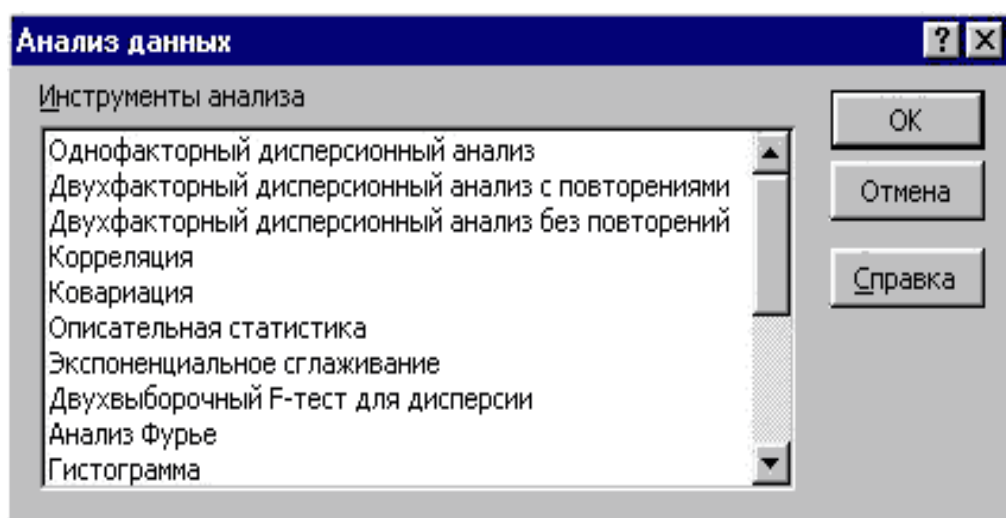 Анализ данных
Инструменты анализа
Однофакторный дисперсионный анализ
Двухфакторный дисперсионный анализ с повторениями
Двухфакторный дисперсионный анализ без повторений
Корреляция
Ковариация
Описательная статистика
Экспоненциальное сглаживание
Двухвыборочный F-тест для дисперсии
Анализ Фурье
Гистограмма
OK
Отмена
Справка